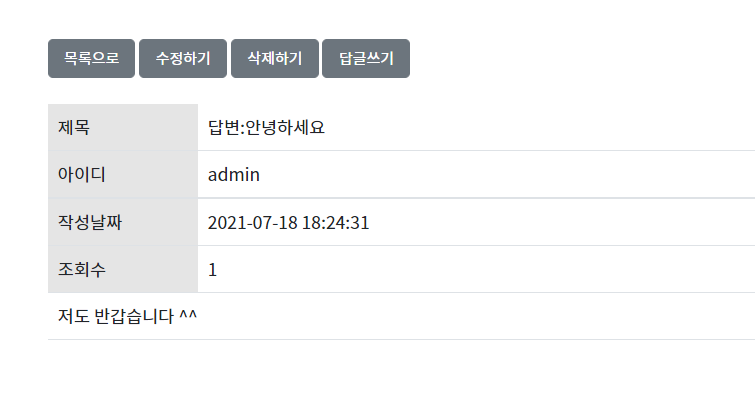 목록으로 수정하기 삭제하기 답글쓰기
제목 답변:안녕하세요
아이디 admin
작성날짜 2021-07-18 18:24:31
조회수 1
저도 반갑습니다 ^^